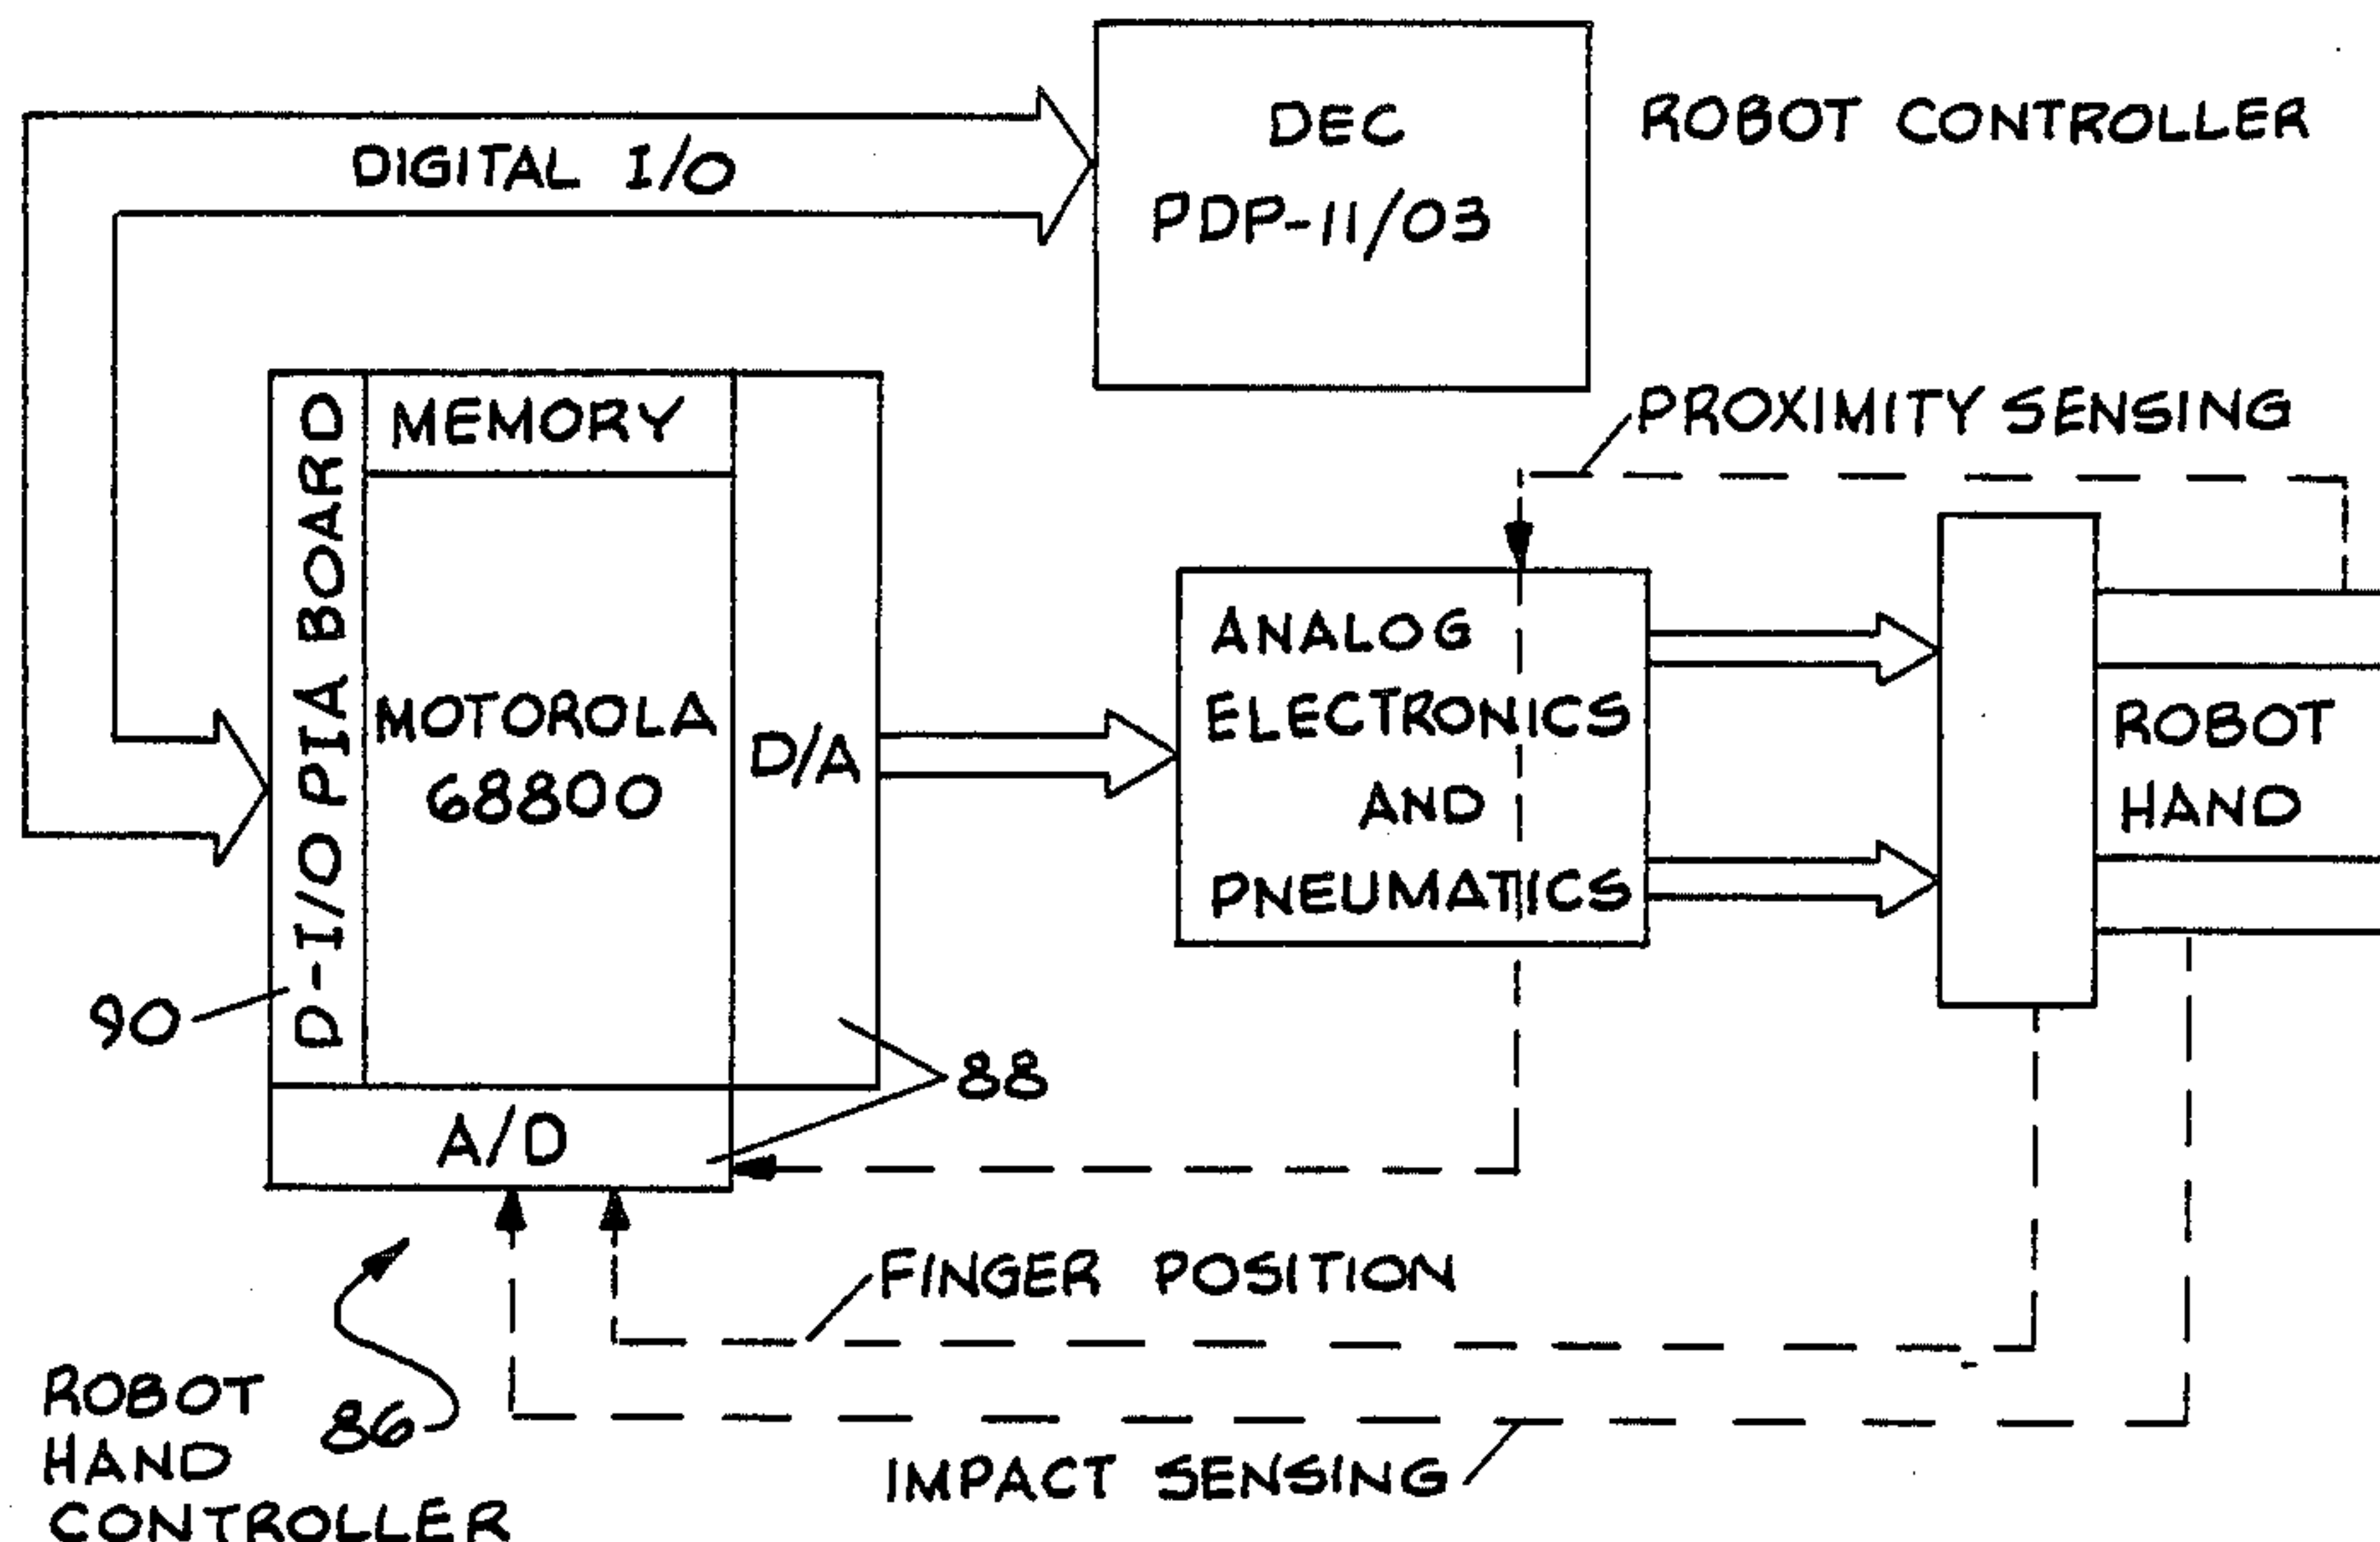 DEC
PDP-11/03
ROBOT CONTROLLER
DIGITAL I/O
PROXIMITY SENSING
D-I/O PIA BOARD
MEMORY
MOTOROLA
68800
D/A
ANALOG
ELECTRONICS
AND
PNEUMATICS
ROBOT
HAND
90
88
A/D
FINGER POSITION
86
ROBOT
HAND
CONTROLLER
IMPACT SENSING